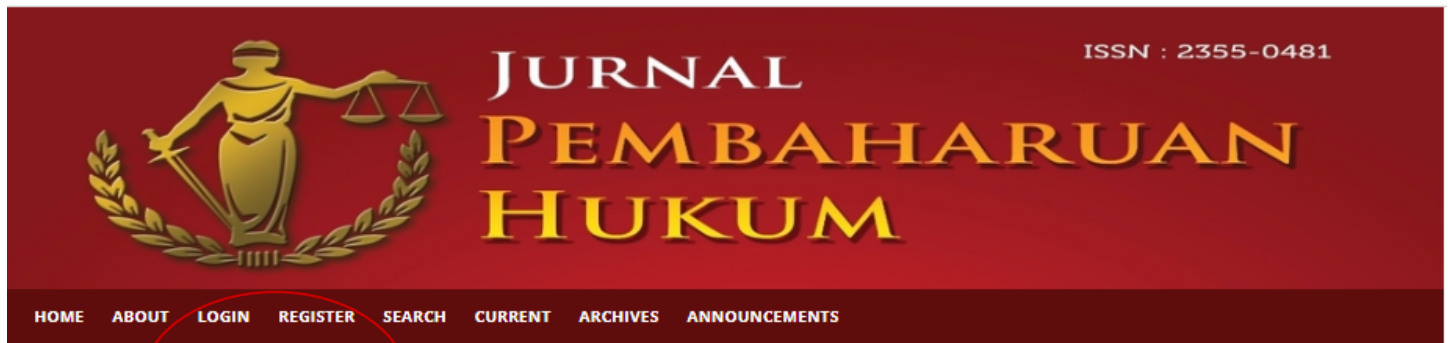 ISSN : 2355-0481
JURNAL
PEMBAHARUAN
HUKUM
HOME ABOUT LOGIN REGISTER SEARCH CURRENT ARCHIVES ANNOUNCEMENTS